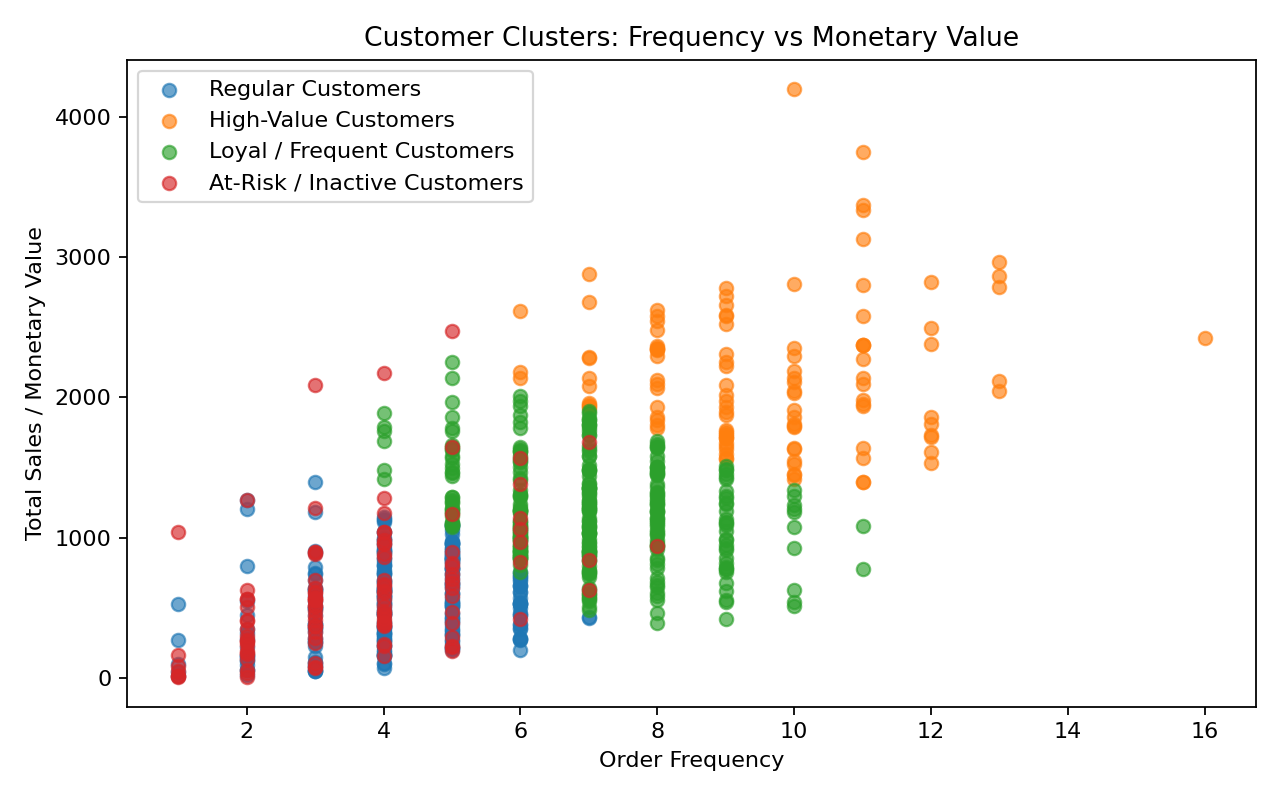 Customer Clusters: Frequency vs Monetary Value
Regular Customers
High-Value Customers
Loyal / Frequent Customers
At-Risk / Inactive Customers
Total Sales / Monetary Value
4000
3000
2000
1000
0
2 4 6 8 10 12 14 16
Order Frequency